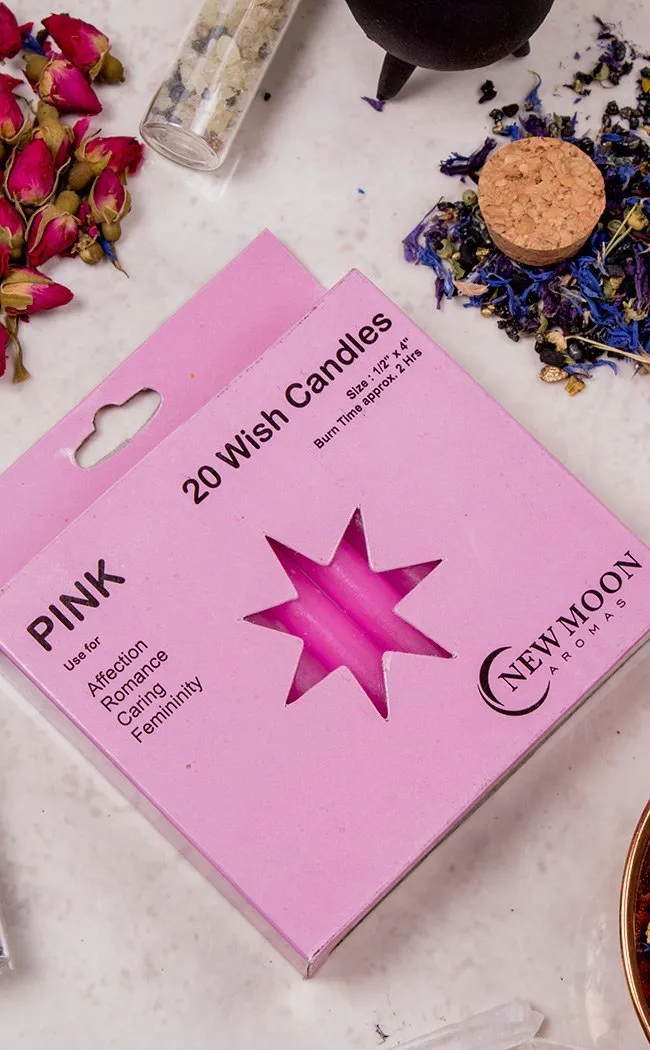 20 Wish Candles
Size : 1/2" x 4"
Burn Time approx. 2 Hrs
PINK
Use for
Affection
Romance
Caring
Femininity
NEW MOON
AROMAS